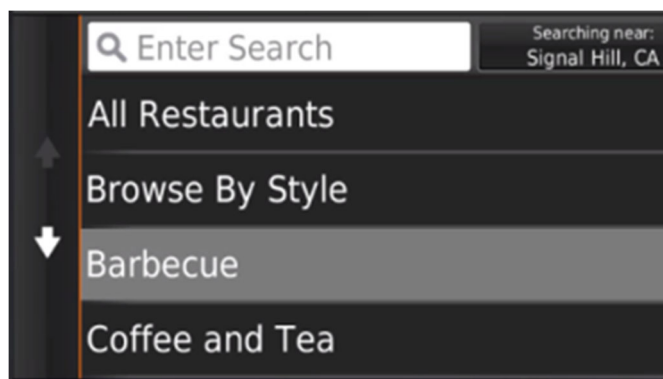 Enter Search
Searching near:
Signal Hill, CA
All Restaurants
Browse By Style
Barbecue
Coffee and Tea